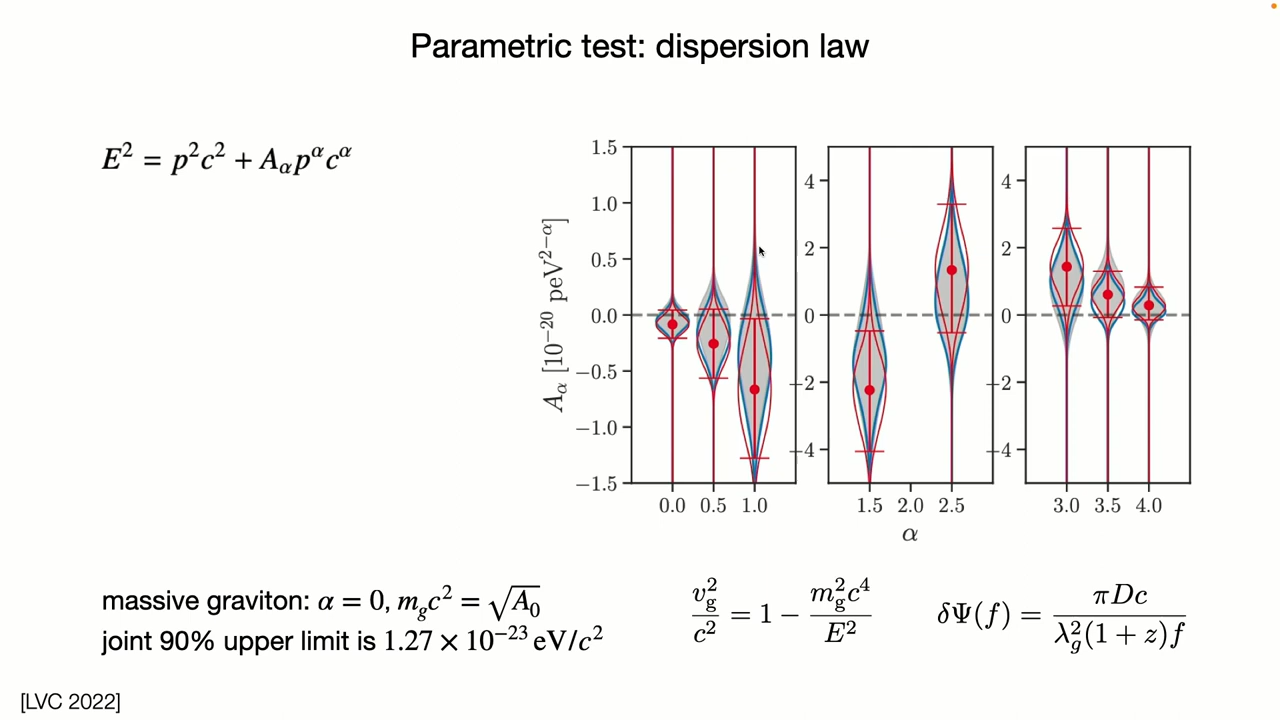 Parametric test: dispersion law
E² = p²c² + A_α p^α c^α
A_α [10⁻²⁰ peV^{2−α}]
1.5
1.0
0.5
0.0
−0.5
−1.0
−1.5
0.0 0.5 1.0
4
2
0
−2
−4
1.5 2.0 2.5
4
2
0
−2
−4
3.0 3.5 4.0
α
massive graviton: α = 0, m_g c² = √A₀
joint 90% upper limit is 1.27 × 10⁻²³ eV/c²
v_g²/c² = 1 − m_g²c⁴/E²
δΨ(f) = πDc/λ_g²(1 + z)f
[LVC 2022]